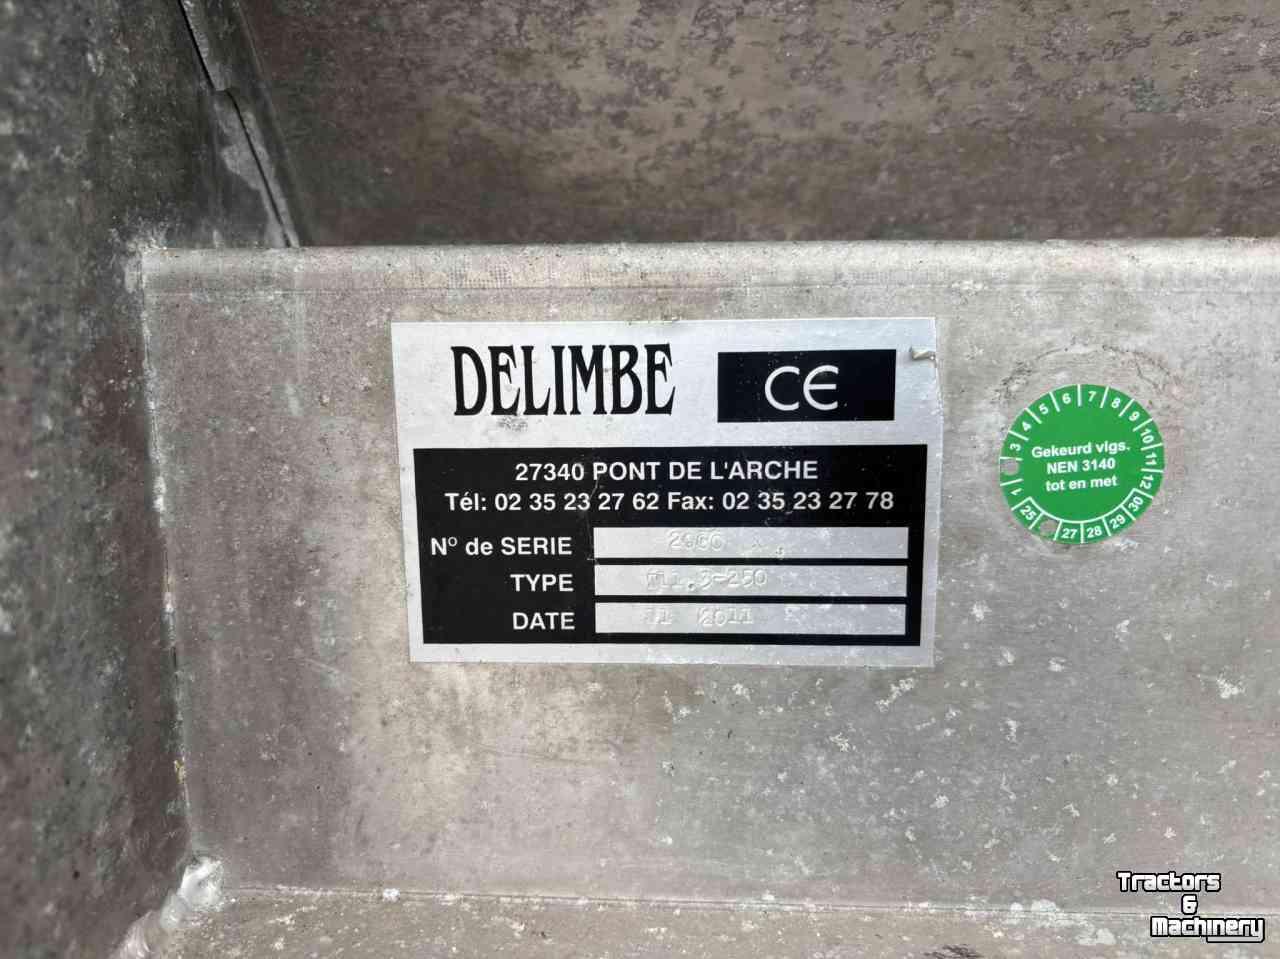 DELIMBE
CE
27340 PONT DE L'ARCHE
Tél: 02 35 23 27 62 Fax: 02 35 23 27 78
N° de SERIE
TYPE
DATE 2011
Gekeurd vlgs.
NEN 3140
tot en met
1 3 4 5 6 7 8 9 10 11 12
25 27 28 29 30
Tractors
&
Machinery